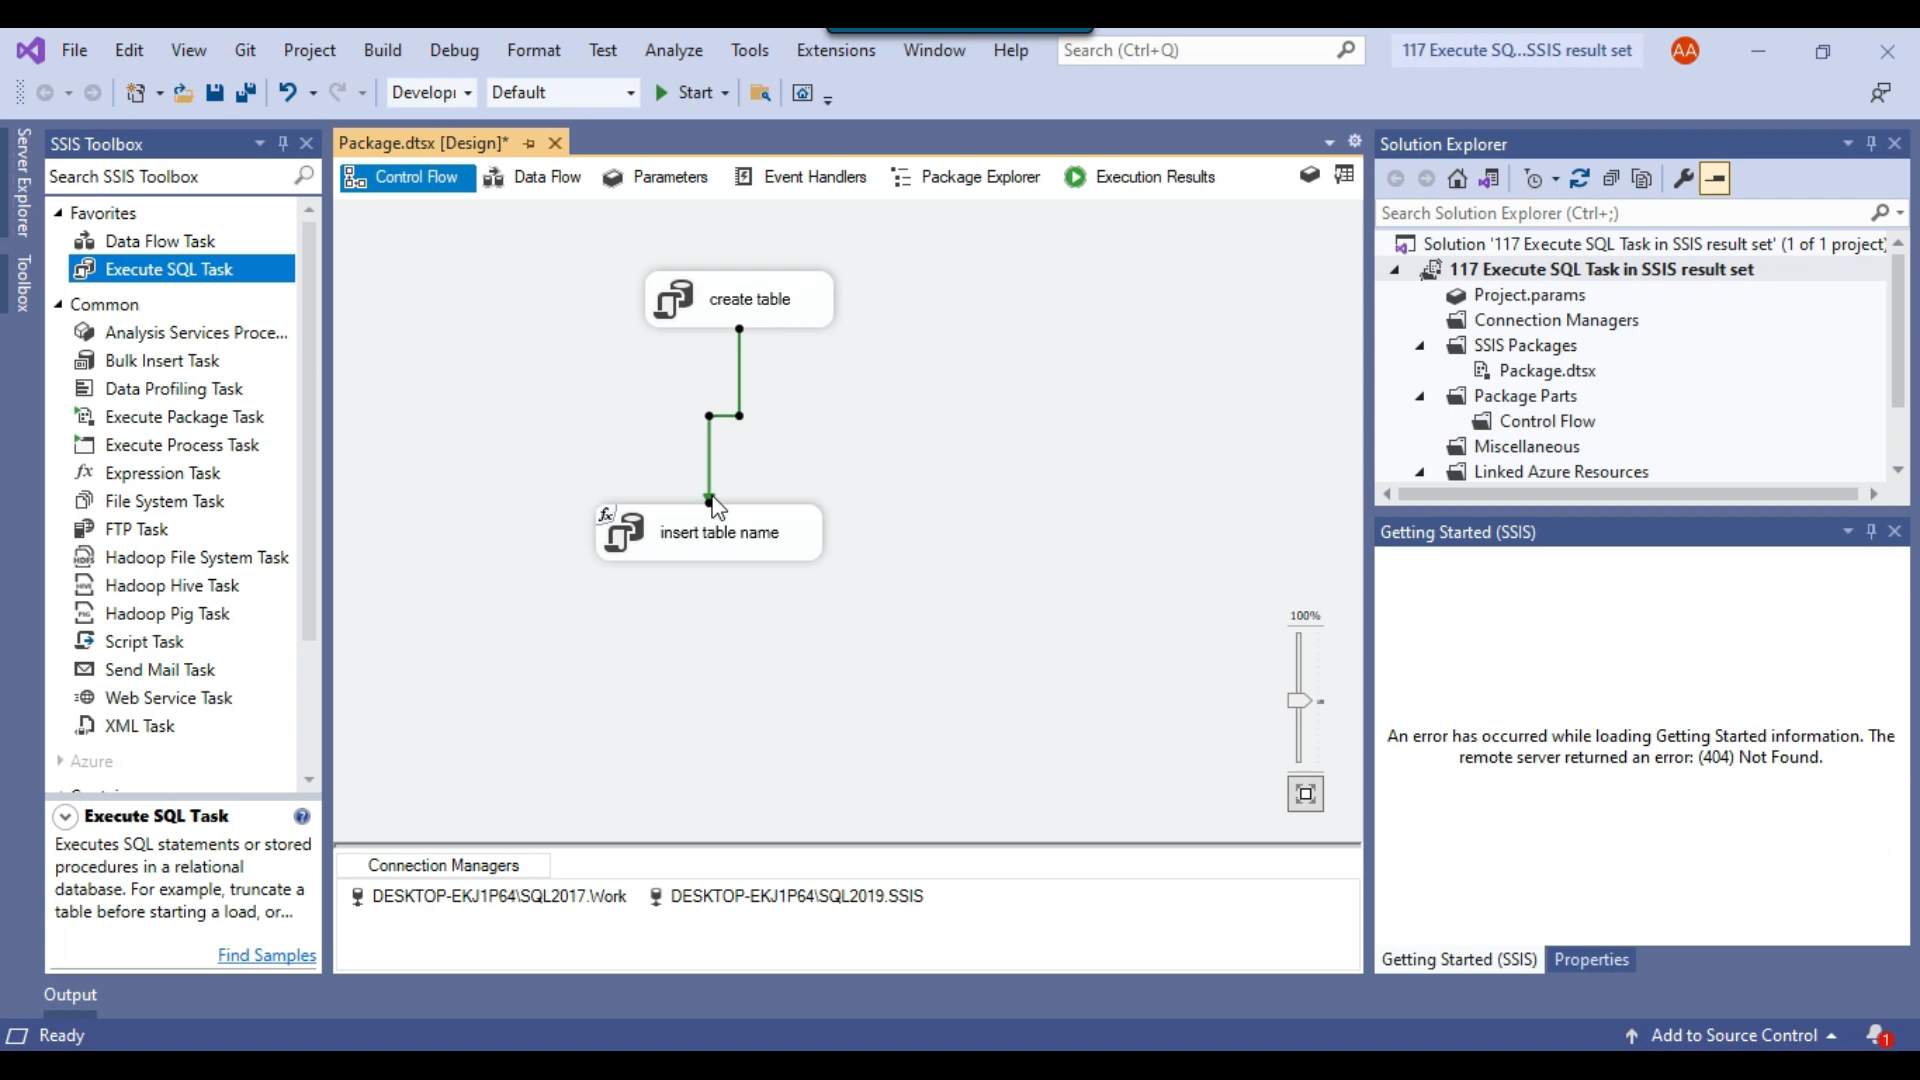 File Edit View Git Project Build Debug Format Test Analyze Tools Extensions Window Help Search (Ctrl+Q) 117 Execute SQ...SSIS result set AA
Developı Default Start
Server Explorer
Toolbox
SSIS Toolbox
Search SSIS Toolbox
Favorites
Data Flow Task
Execute SQL Task
Common
Analysis Services Proce...
Bulk Insert Task
Data Profiling Task
Execute Package Task
Execute Process Task
fx Expression Task
File System Task
FTP Task
Hadoop File System Task
Hadoop Hive Task
Hadoop Pig Task
Script Task
Send Mail Task
Web Service Task
XML Task
Azure
Execute SQL Task
Executes SQL statements or stored
procedures in a relational
database. For example, truncate a
table before starting a load, or...
Find Samples
Package.dtsx [Design]*
Control Flow Data Flow Parameters Event Handlers Package Explorer Execution Results
create table
fx
insert table name
100%
Connection Managers
DESKTOP-EKJ1P64\SQL2017.Work DESKTOP-EKJ1P64\SQL2019.SSIS
Solution Explorer
Search Solution Explorer (Ctrl+;)
Solution '117 Execute SQL Task in SSIS result set' (1 of 1 project)
117 Execute SQL Task in SSIS result set
Project.params
Connection Managers
SSIS Packages
Package.dtsx
Package Parts
Control Flow
Miscellaneous
Linked Azure Resources
Getting Started (SSIS)
An error has occurred while loading Getting Started information. The
remote server returned an error: (404) Not Found.
Getting Started (SSIS) Properties
Output
Ready Add to Source Control 1